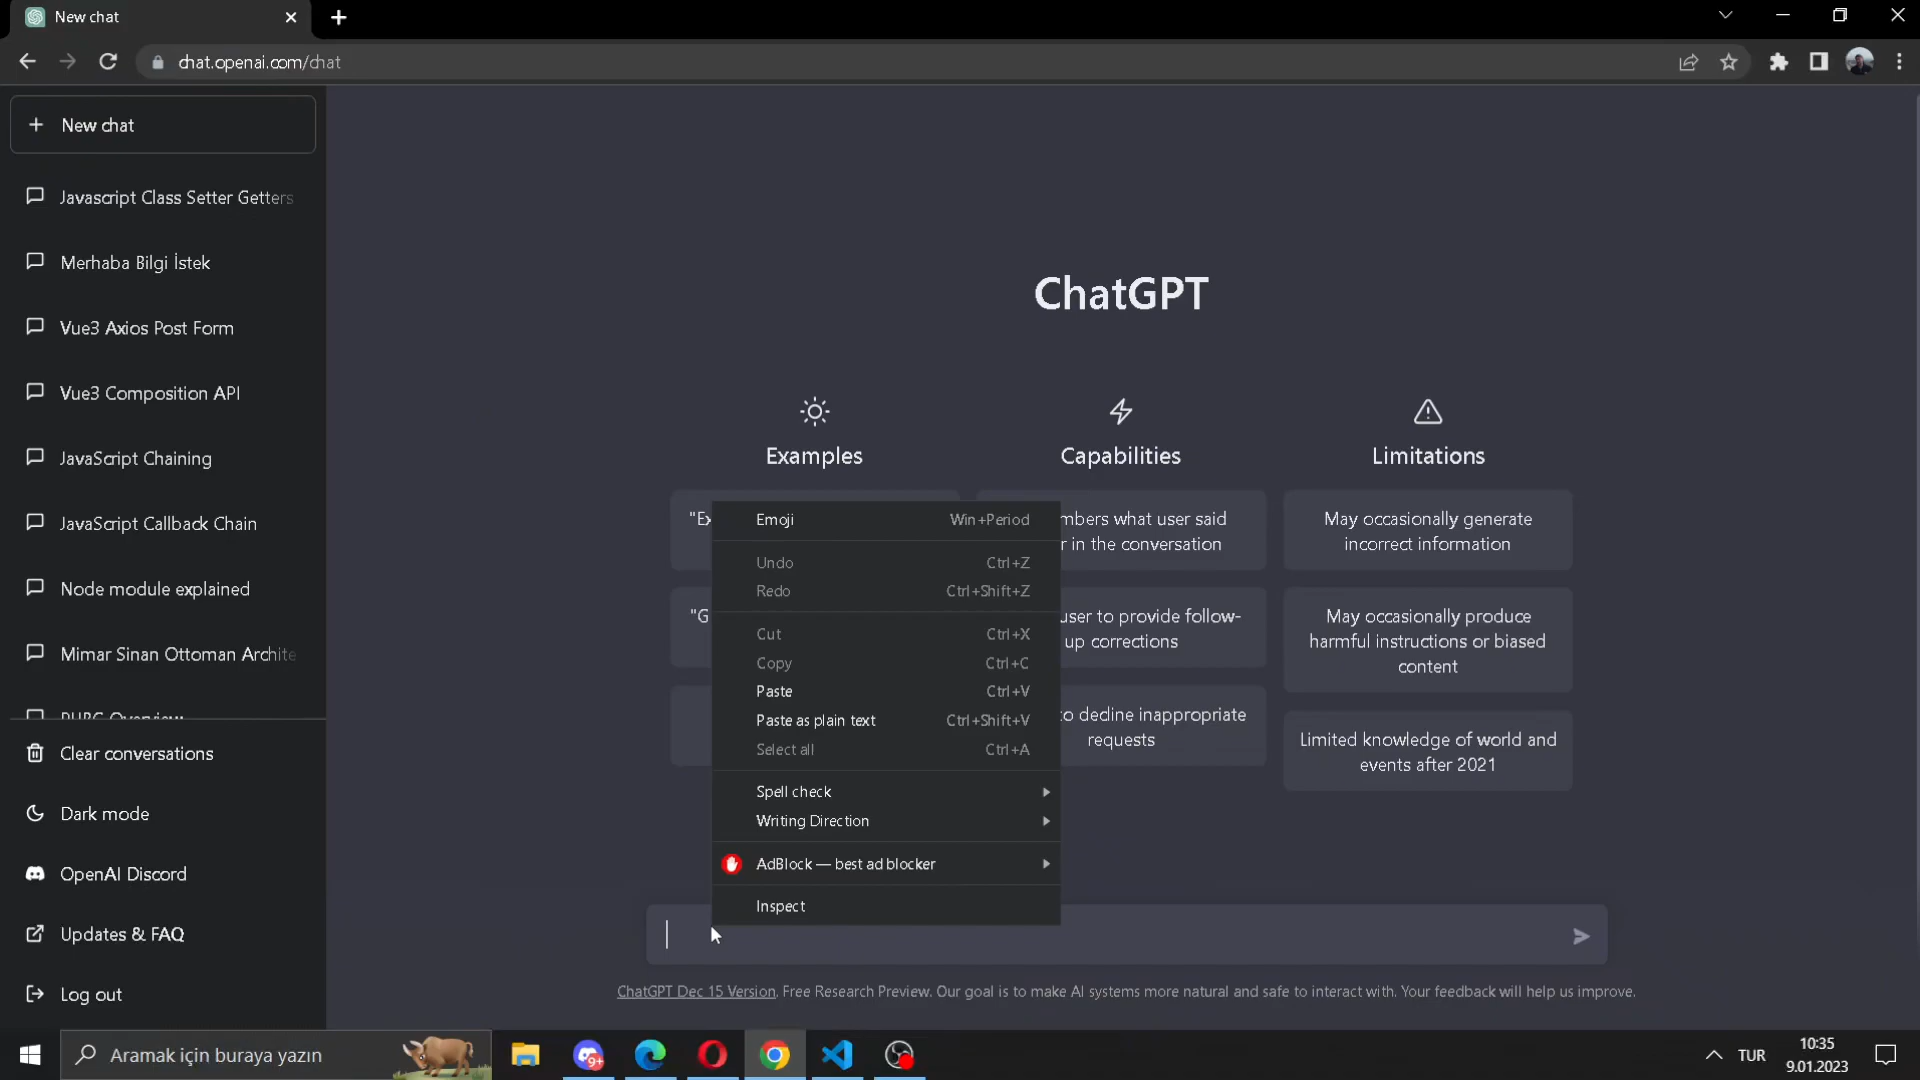 New chat
chat.openai.com/chat
New chat
Javascript Class Setter Getters
Merhaba Bilgi İstek
Vue3 Axios Post Form
Vue3 Composition API
JavaScript Chaining
JavaScript Callback Chain
Node module explained
Mimar Sinan Ottoman Archite
PUBG Overview
Clear conversations
Dark mode
OpenAI Discord
Updates & FAQ
Log out
ChatGPT
Examples
"Ex
"G
Capabilities
mbers what user said
r in the conversation
user to provide follow-
up corrections
to decline inappropriate
requests
Limitations
May occasionally generate
incorrect information
May occasionally produce
harmful instructions or biased
content
Limited knowledge of world and
events after 2021
Emoji Win+Period
Undo Ctrl+Z
Redo Ctrl+Shift+Z
Cut Ctrl+X
Copy Ctrl+C
Paste Ctrl+V
Paste as plain text Ctrl+Shift+V
Select all Ctrl+A
Spell check
Writing Direction
AdBlock — best ad blocker
Inspect
ChatGPT Dec 15 Version. Free Research Preview. Our goal is to make AI systems more natural and safe to interact with. Your feedback will help us improve.
Aramak için buraya yazın
9+
TUR
10:35
9.01.2023